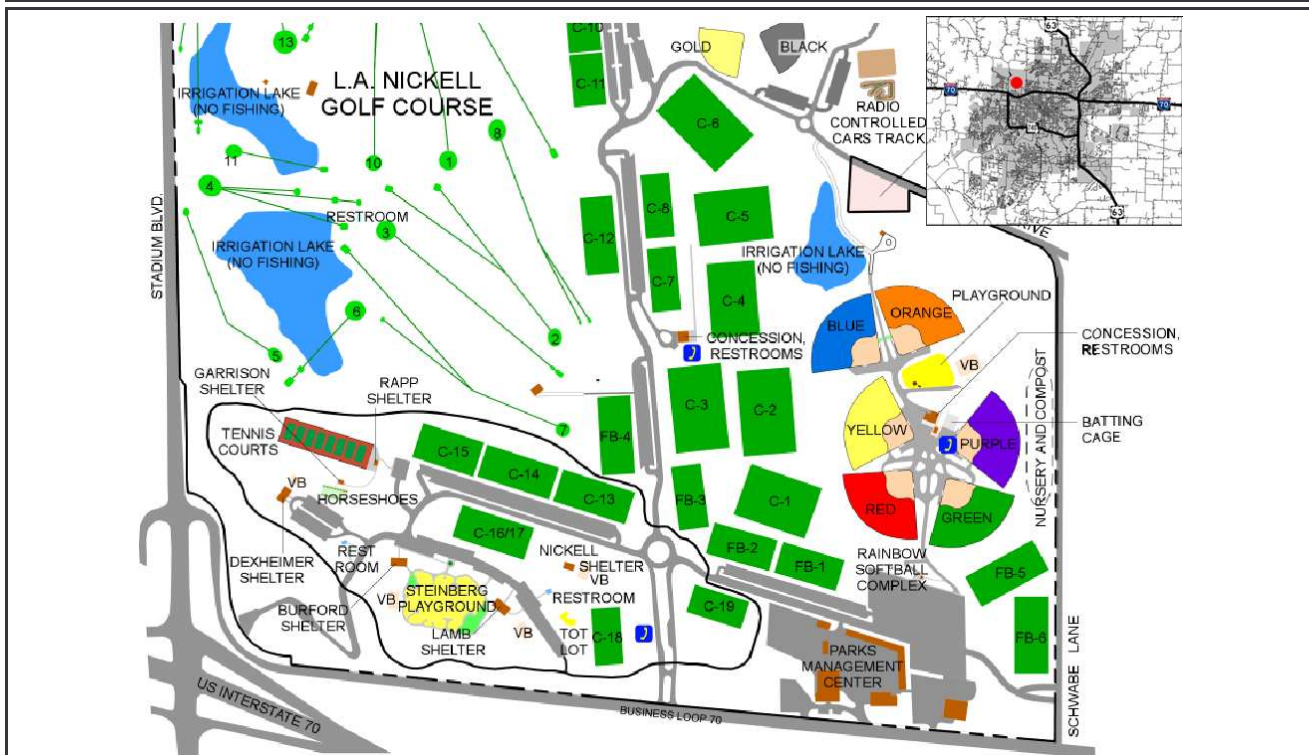 63
GOLD
BLACK
13
C-10
C-11
L.A. NICKELL
GOLF COURSE
IRRIGATION LAKE
(NO FISHING)
70
70
63
RADIO
CONTROLLED
CARS TRACK
C-6
8
11
10
1
4
RESTROOM
3
C-8
C-5
C-12
IRRIGATION LAKE
(NO FISHING)
STADIUM BLVD.
IRRIGATION LAKE
(NO FISHING)
RIVE
C-7
C-4
PLAYGROUND
6
BLUE
ORANGE
2
CONCESSION,
RESTROOMS
CONCESSION,
RESTROOMS
5
VB
GARRISON
SHELTER
RAPP
SHELTER
C-3
C-2
NURSERY AND COMPOST
7
FB-4
YELLOW
PURPLE
BATTING
CAGE
TENNIS
COURTS
C-15
C-14
C-13
VB
HORSESHOES
FB-3
C-1
RED
GREEN
C-16/17
DEXHEIMER
SHELTER
REST
ROOM
NICKELL
SHELTER
VB
FB-2
FB-1
RAINBOW
SOFTBALL
COMPLEX
FB-5
BURFORD
SHELTER
VB
STEINBERG
PLAYGROUND
RESTROOM
C-19
FB-6
LAMB
SHELTER
VB
TOT
LOT
C-18
PARKS
MANAGEMENT
CENTER
SCHWABE LANE
US INTERSTATE 70
BUSINESS LOOP 70